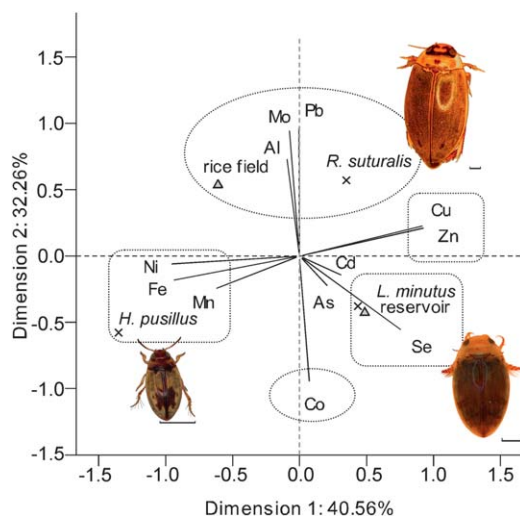 1.5
Mo
Pb
1.0
Al
rice field
R. suturalis
0.5
Cu
Zn
0.0
Ni
Cd
Fe
Mn
As
L. minutus
reservoir
-0.5
H. pusillus
Se
-1.0
Co
-1.5
-1.5
-1.0
-0.5
0.0
0.5
1.0
1.5
Dimension 1: 40.56%
Dimension 2: 32.26%